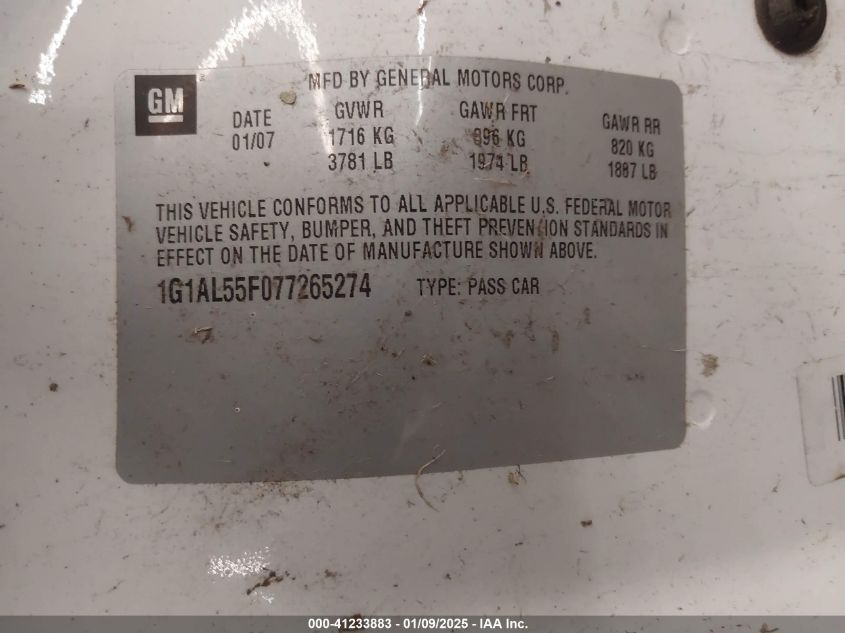 MFD BY GENERAL MOTORS CORP.
GM
DATE GVWR GAWR FRT GAWR RR
01/07 1716 KG 896 KG 820 KG
3781 LB 1974 LB 1807 LB
THIS VEHICLE CONFORMS TO ALL APPLICABLE U.S. FEDERAL MOTOR
VEHICLE SAFETY, BUMPER, AND THEFT PREVENTION STANDARDS IN
EFFECT ON THE DATE OF MANUFACTURE SHOWN ABOVE.
1G1AL55F077265274 TYPE: PASS CAR
000-41233883 - 01/09/2025 - IAA Inc.